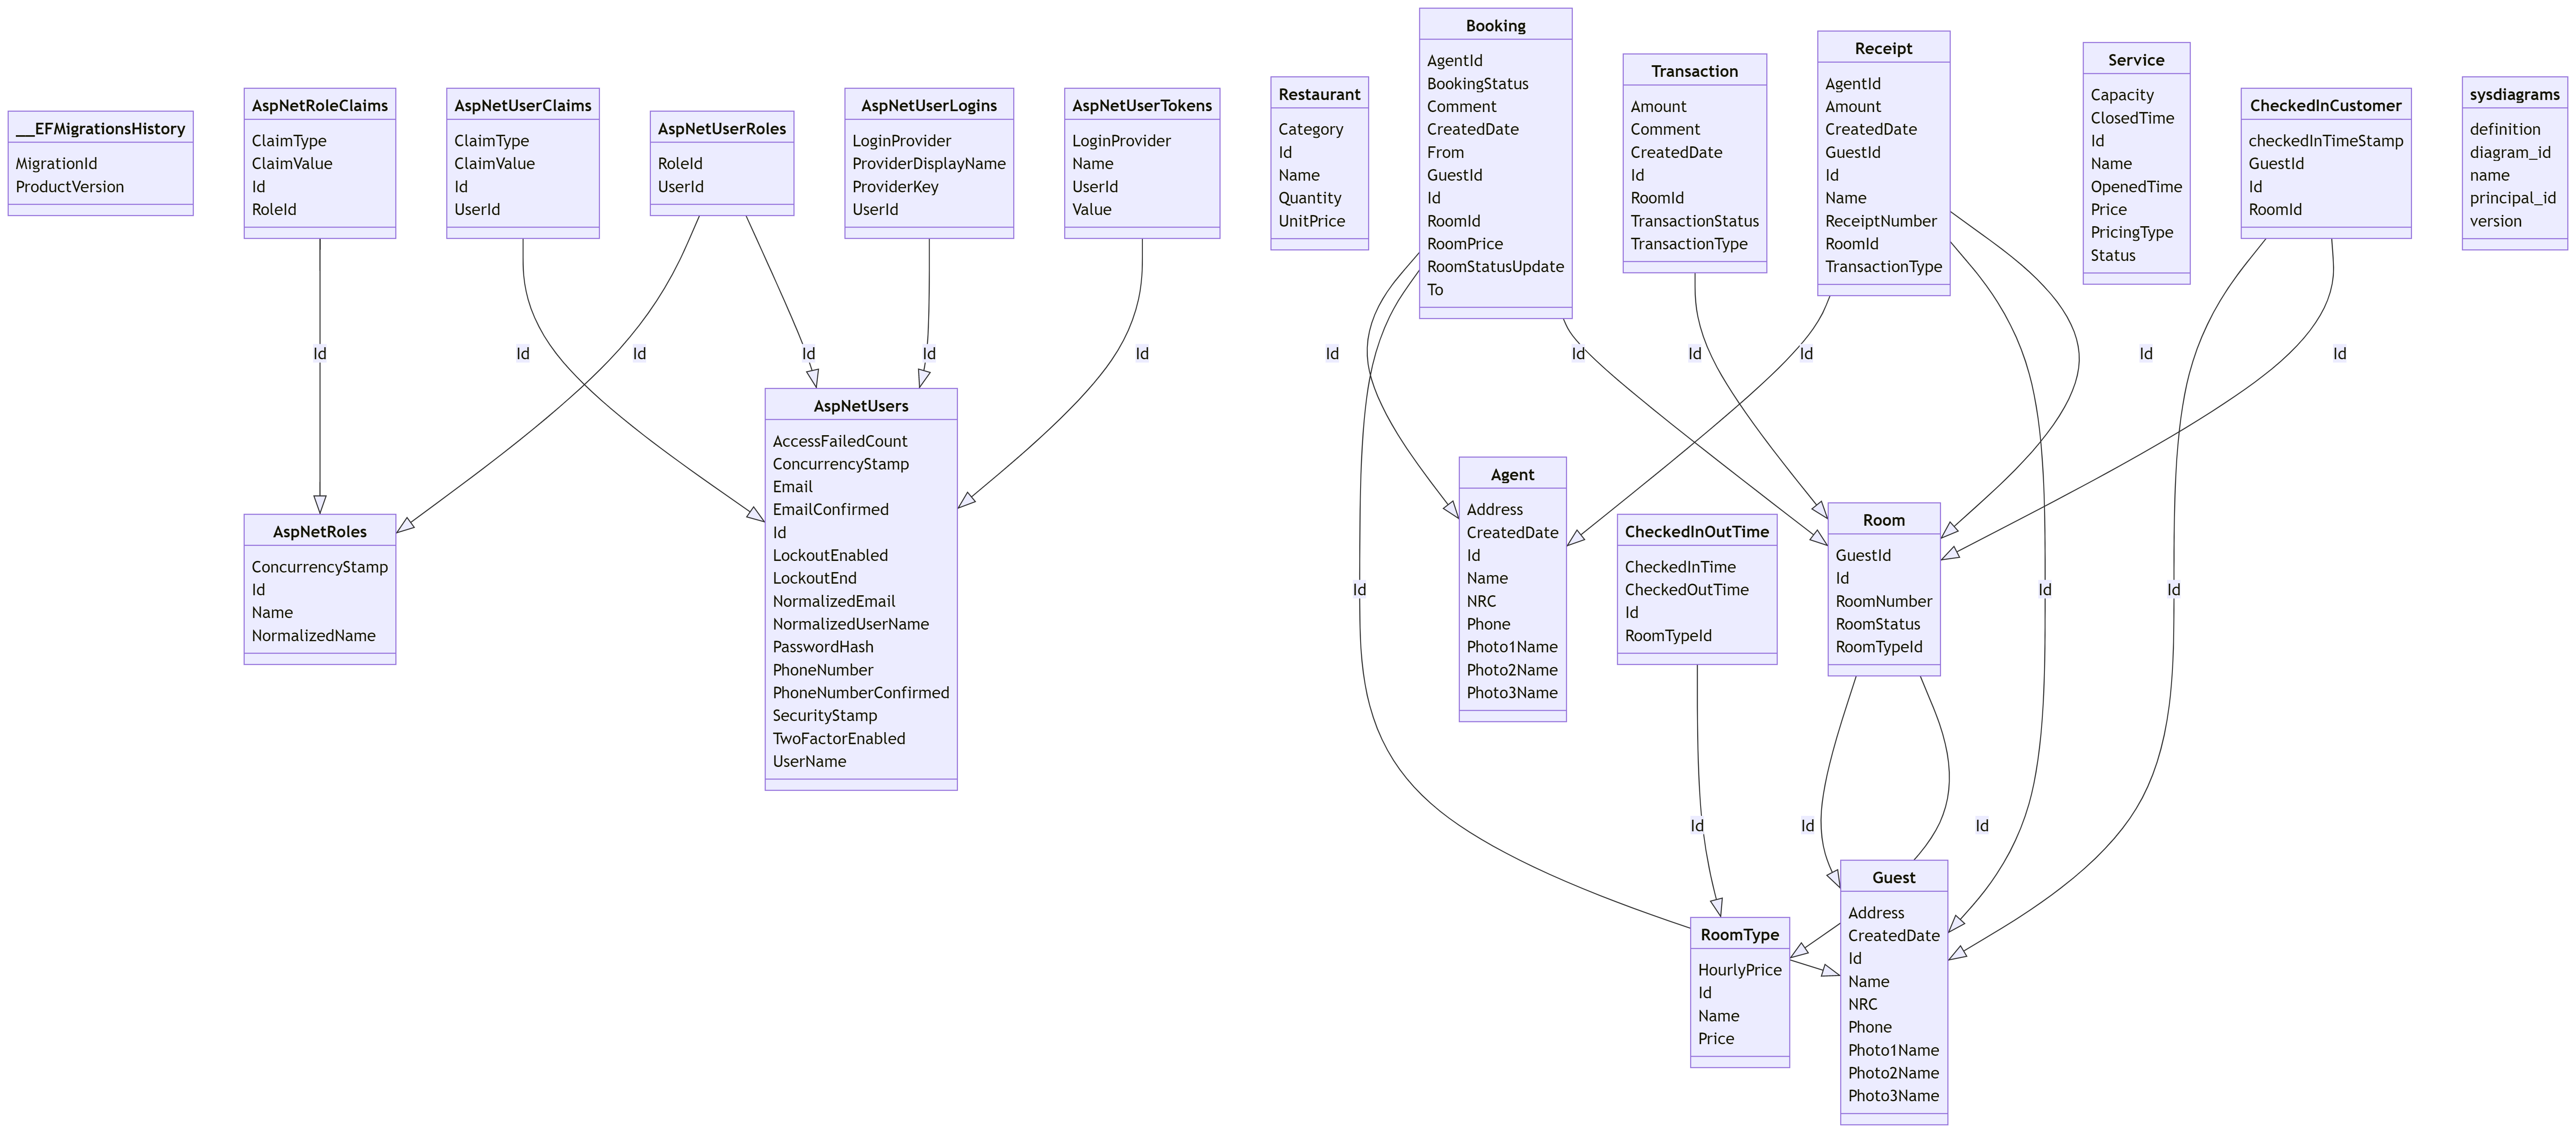 __EFMigrationsHistory
MigrationId
ProductVersion
AspNetRoleClaims
ClaimType
ClaimValue
Id
RoleId
AspNetUserClaims
ClaimType
ClaimValue
Id
UserId
AspNetUserRoles
RoleId
UserId
AspNetUserLogins
LoginProvider
ProviderDisplayName
ProviderKey
UserId
AspNetUserTokens
LoginProvider
Name
UserId
Value
Restaurant
Category
Id
Name
Quantity
UnitPrice
Booking
AgentId
BookingStatus
Comment
CreatedDate
From
GuestId
Id
RoomId
RoomPrice
RoomStatusUpdate
To
Transaction
Amount
Comment
CreatedDate
Id
RoomId
TransactionStatus
TransactionType
Receipt
AgentId
Amount
CreatedDate
GuestId
Id
Name
ReceiptNumber
RoomId
TransactionType
Service
Capacity
ClosedTime
Id
Name
OpenedTime
Price
PricingType
Status
CheckedInCustomer
checkedInTimeStamp
GuestId
Id
RoomId
sysdiagrams
definition
diagram_id
name
principal_id
version
Id
Id
Id
Id
Id
Id
Id
Id
Id
Id
Id
Id
AspNetRoles
ConcurrencyStamp
Id
Name
NormalizedName
AspNetUsers
AccessFailedCount
ConcurrencyStamp
Email
EmailConfirmed
Id
LockoutEnabled
LockoutEnd
NormalizedEmail
NormalizedUserName
PasswordHash
PhoneNumber
PhoneNumberConfirmed
SecurityStamp
TwoFactorEnabled
UserName
Id
Agent
Address
CreatedDate
Id
Name
NRC
Phone
Photo1Name
Photo2Name
Photo3Name
CheckedInOutTime
CheckedInTime
CheckedOutTime
Id
RoomTypeId
Room
GuestId
Id
RoomNumber
RoomStatus
RoomTypeId
Id
Id
Id
Id
Id
RoomType
HourlyPrice
Id
Name
Price
Guest
Address
CreatedDate
Id
Name
NRC
Phone
Photo1Name
Photo2Name
Photo3Name